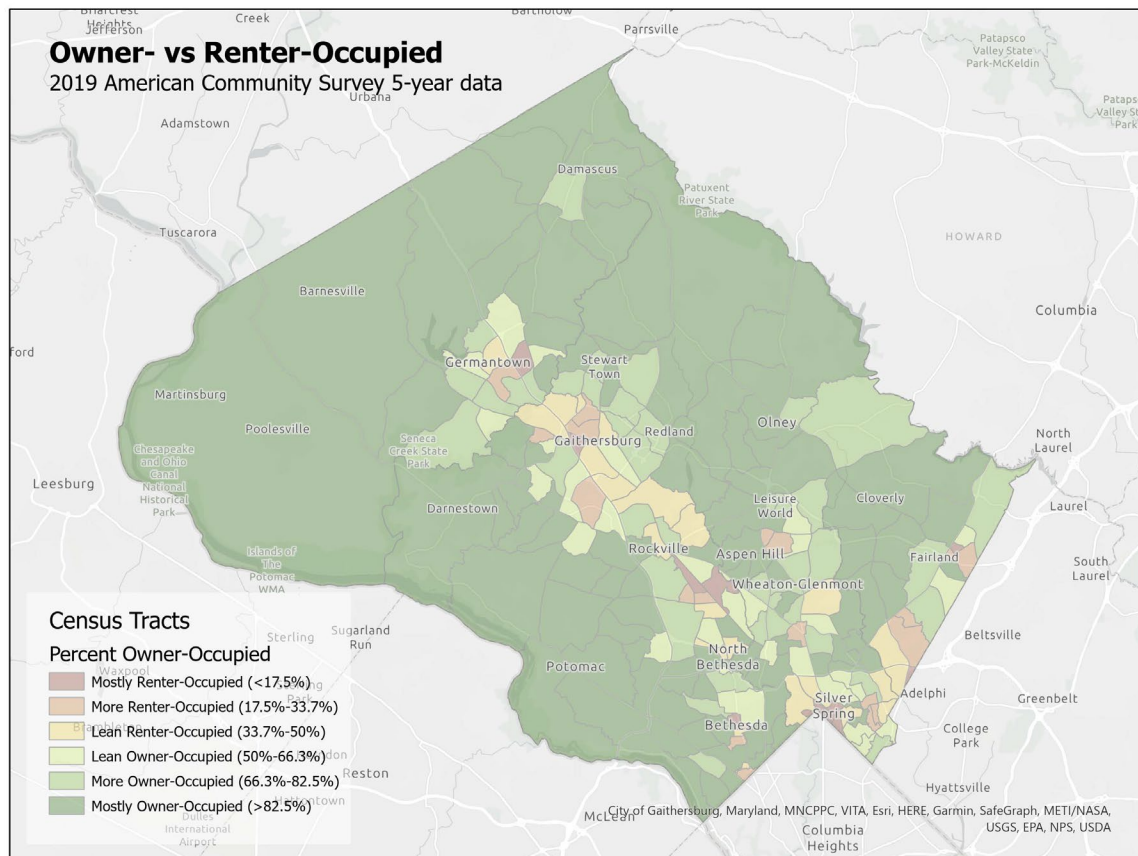 Owner- vs Renter-Occupied
2019 American Community Survey 5-year data
Creek
Jefferson
Bartholow
Parrsville
Patapsco
Valley State
Park-McKeldin
Urbana
Adamstown
Damascus
Patuxent
River State
Park
Tuscarora
HOWARD
Barnesville
Columbia
Germantown
Stewart
Town
Martinsburg
Poolesville
Olney
Redland
Gaithersburg
Seneca
Creek State
Park
North
Laurel
Chesapeake
and Ohio
Canal
National
Historical
Park
Leesburg
Darnestown
Leisure
World
Cloverly
Laurel
Rockville
Aspen Hill
Fairland
Islands of
The
Potomac
WMA
South
Laurel
Wheaton-Glenmont
Sterling
Sugarland
Run
Beltsville
Potomac
North
Bethesda
Silver
Spring
Adelphi
Greenbelt
Bethesda
College
Park
Reston
Hyattsville
McLean
Columbia
Heights
Dulles
International
Airport
Census Tracts
Percent Owner-Occupied
Mostly Renter-Occupied (<17.5%)
More Renter-Occupied (17.5%-33.7%)
Lean Renter-Occupied (33.7%-50%)
Lean Owner-Occupied (50%-66.3%)
More Owner-Occupied (66.3%-82.5%)
Mostly Owner-Occupied (>82.5%)
City of Gaithersburg, Maryland, MNCPPC, VITA, Esri, HERE, Garmin, SafeGraph, METI/NASA,
USGS, EPA, NPS, USDA